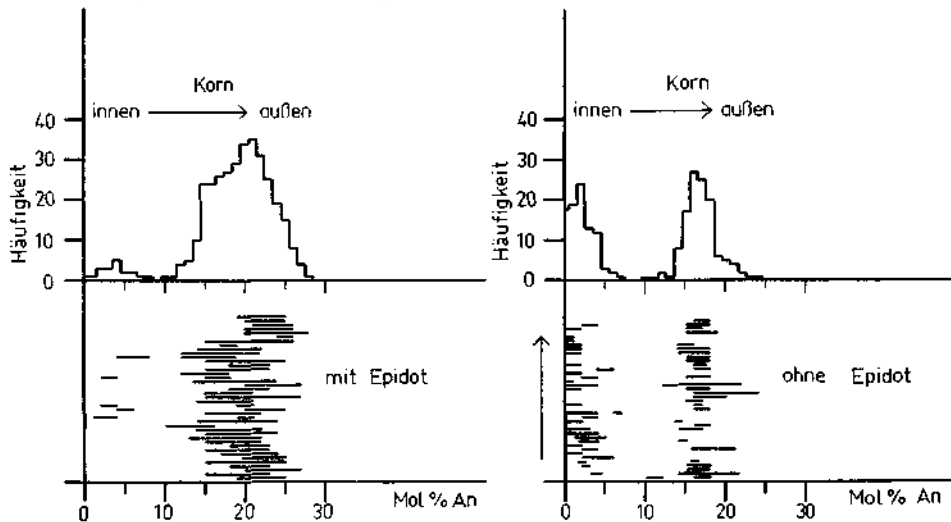 Korn
innen außen
Häufigkeit
40
30
20
10
0
mit Epidot
0 10 20 30 Mol % An
Korn
innen außen
Häufigkeit
40
30
20
10
0
ohne Epidot
0 10 20 30 Mol% An